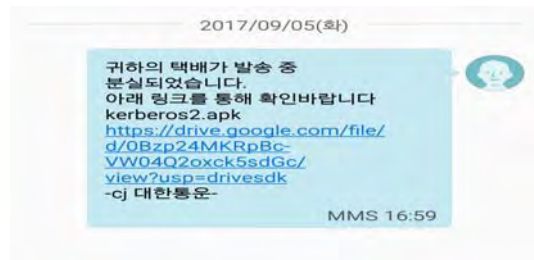 2017/09/05(화)
귀하의 택배가 발송 중
분실되었습니다.
아래 링크를 통해 확인바랍니다
kerberos2.apk
https://drive.google.com/file/
d/0Bzp24MKRpBc-
VW04Q2oxck5sdGc/
view?usp=drivesdk
-cj 대한통운-
MMS 16:59